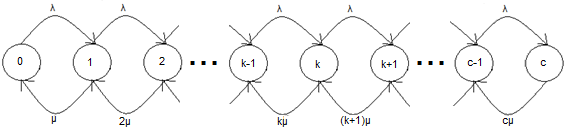 λ λ λ λ λ
0 1 2 ... k-1 k k+1 ... c-1 c
μ 2μ kμ (k+1)μ cμ